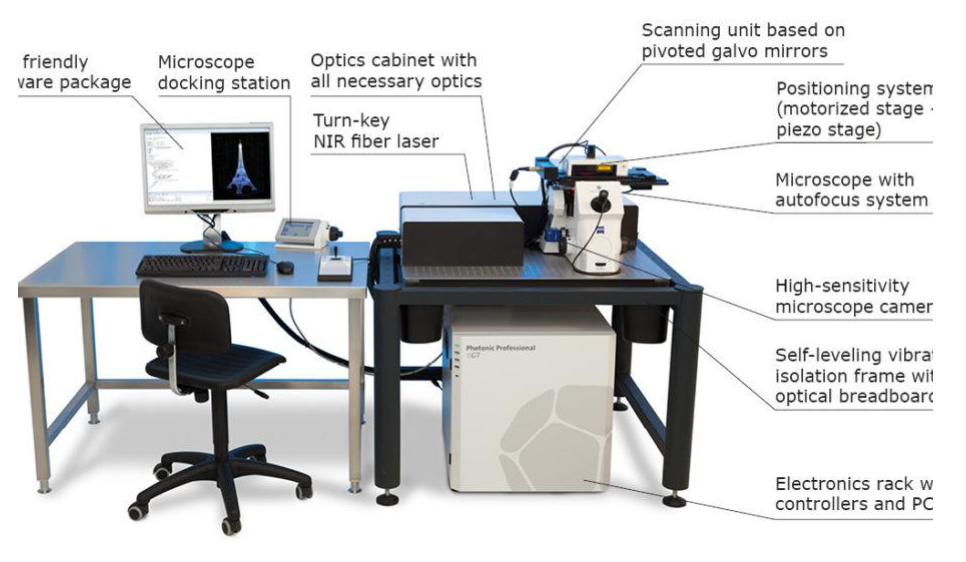 friendly
ware package
Microscope
docking station
Optics cabinet with
all necessary optics
Turn-key
NIR fiber laser
Scanning unit based on
pivoted galvo mirrors
Positioning system
(motorized stage -
piezo stage)
Microscope with
autofocus system
High-sensitivity
microscope camer
Self-leveling vibrat
isolation frame wit
optical breadboard
Photonic Professional
GT
Electronics rack w
controllers and PC